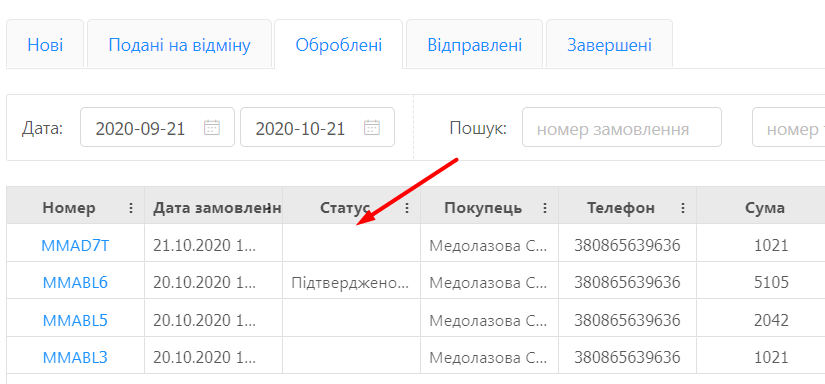 Нові Подані на відміну Оброблені Відправлені Завершені
Дата: 2020-09-21 2020-10-21 Пошук: номер замовлення номер
Номер Дата замовленн Статус Покупець Телефон Сума
MMAD7T 21.10.2020 1... Медолазова С... 380865639636 1021
MMABL6 20.10.2020 1... Підтверджено... Медолазова С... 380865639636 5105
MMABL5 20.10.2020 1... Медолазова С... 380865639636 2042
MMABL3 20.10.2020 1... Медолазова С... 380865639636 1021